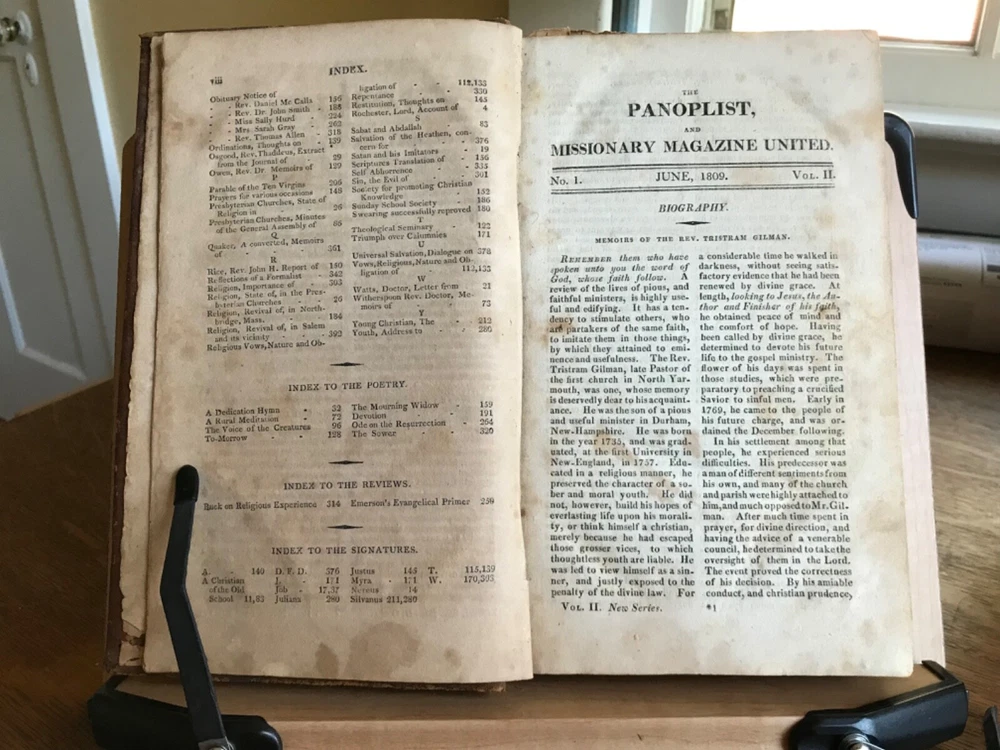 viii
INDEX.
Obituary Notice of
- - Rev. Daniel Mc Calla 136
- - Rev. Dr. John Smith - 188
- - Miss Sally Hurd - 224
- - Mrs. Sarah Gray - 262
- - Rev. Thomas Allen - 318
Ordinations, Thoughts on - 139
Osgood, Rev. Thaddeus, Extract
from the Journal of - 29
Owen, Rev. Dr. Memoirs of 129
P
Parable of the Ten Virgins
Prayers for various occasions 148
Presbyterian Churches, State of
Religion in 26
Presbyterian Churches, Minutes
of the General Assembly of 65
Q
Quaker, A converted, Memoirs
of - - - 361
R
Rice, Rev. John H. Report of 140
Reflections of a Formalist - 342
Religion, Importance of - 303
Religion, State of, in the Pres-
byterian Churches - 26
Religion, Revival of, in North-
bridge, Mass. - 184
Religion, Revival of, in Salem
and its vicinity - 392
Religious Vows, Nature and Ob-
ligation of - - 112,133
Repentance - - 330
Restitution, Thoughts on 145
Rochester, Lord, Account of 4
S
Sabat and Abdallah 83
Salvation of the Heathen, con-
cern for - - 376
Satan and his Imitators - 19
Scriptures Translation of - 156
Self Abhorrence - - 335
Sin, the Evil of - - 301
Society for promoting Christian
Knowledge - - 152
Sunday School Society - 186
Swearing successfully reproved 180
T
Theological Seminary - 122
Triumph over Calumnies 171
U
Universal Salvation, Dialogue on 378
Vows, Religious, Nature and Ob-
ligation of - - 112,133
W
Watts, Doctor, Letter from 21
Witherspoon Rev. Doctor, Me-
moirs of - - 73
Y
Young Christian, The - 212
Youth, Address to - - 280
INDEX TO THE POETRY.
A Dedication Hymn - 32
A Rural Meditation - 72
The Voice of the Creatures 96
To-Morrow - - 128
The Mourning Widow - 159
Devotion - - 191
Ode on the Resurrection - 264
The Sower - - 320
INDEX TO THE REVIEWS.
Buck on Religious Experience 314 Emerson's Evangelical Primer 259
INDEX TO THE SIGNATURES.
A. - 140 D. F. D. 376 Justus 145 T. 115,139
A Christian J. - 171 Myra - 171 W. 170,303
of the Old Job - 17,37 Nereus 14
School 11,83 Julians 280 Silvanus 211,280
THE
PANOPLIST,
AND
MISSIONARY MAGAZINE UNITED.
No. 1. JUNE, 1809. VOL. II.
BIOGRAPHY.
MEMOIRS OF THE REV. TRISTRAM GILMAN.
Remember them who have
spoken unto you the word of
God, whose faith follow. A
review of the lives of pious, and
faithful ministers, is highly use-
ful and edifying. It has a ten-
dency to stimulate others, who
are partakers of the same faith,
to imitate them in those things,
by which they attained to emi-
nence and usefulness. The Rev.
Tristram Gilman, late Pastor of
the first church in North Yar-
mouth, was one, whose memory
is deservedly dear to his acquaint-
ance. He was the son of a pious
and useful minister in Durham,
New-Hampshire. He was born
in the year 1735, and was grad-
uated, at the first University in
New-England, in 1757. Edu-
cated in a religious manner, he
preserved the character of a so-
ber and moral youth. He did
not, however, build his hopes of
everlasting life upon his morali-
ty, or think himself a christian,
merely because he had escaped
those grosser vices, to which
thoughtless youth are liable. He
was led to view himself as a sin-
ner, and justly exposed to the
penalty of the divine law. For
a considerable time he walked in
darkness, without seeing satis-
factory evidence that he had been
renewed by divine grace. At
length, looking to Jesus, the Au-
thor and Finisher of his faith,
he obtained peace of mind and
the comfort of hope. Having
been called by divine grace, he
determined to devote his future
life to the gospel ministry. The
flower of his days was spent in
those studies, which were pre-
paratory to preaching a crucified
Savior to sinful men. Early in
1769, he came to the people of
his future charge, and was or-
dained the December following.
In his settlement among that
people, he experienced serious
difficulties. His predecessor was
a man of different sentiments from
his own, and many of the church
and parish were highly attached to
him, and much opposed to Mr. Gil-
man. After much time spent in
prayer, for divine direction, and
having the advice of a venerable
council, he determined to take the
oversight of them in the Lord.
The event proved the correctness
of his decision. By his amiable
conduct, and christian prudence,
VOL. II. New Series. *1